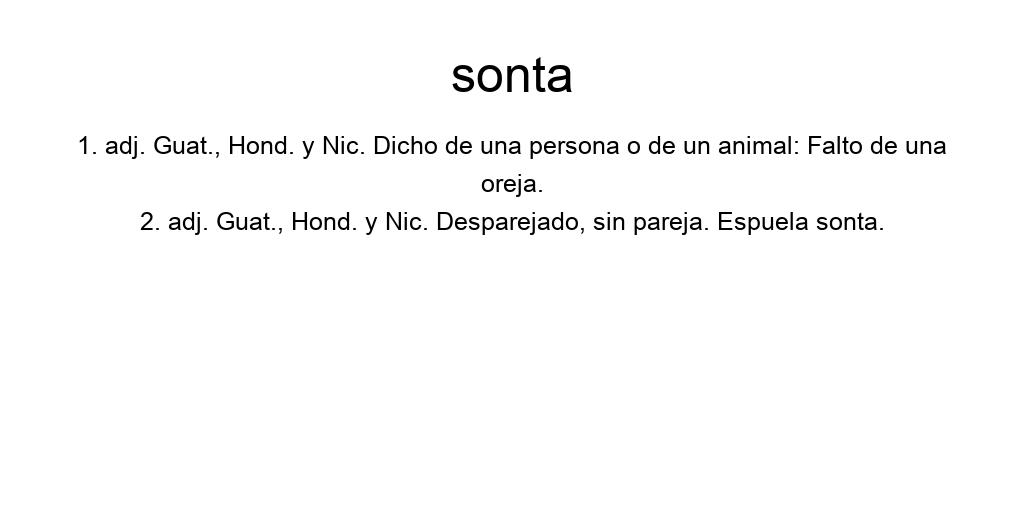 sonta
1. adj. Guat., Hond. y Nic. Dicho de una persona o de un animal: Falto de una
oreja.
2. adj. Guat., Hond. y Nic. Desparejado, sin pareja. Espuela sonta.